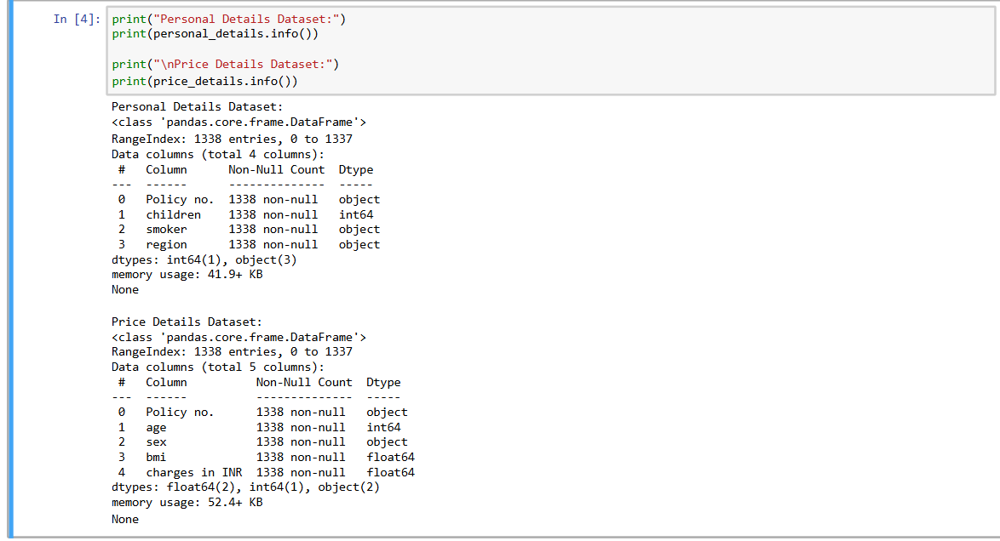 In [4]: print("Personal Details Dataset:")
print(personal_details.info())
print("\nPrice Details Dataset:")
print(price_details.info())
Personal Details Dataset:
<class 'pandas.core.frame.DataFrame'>
RangeIndex: 1338 entries, 0 to 1337
Data columns (total 4 columns):
 #   Column      Non-Null Count  Dtype
---  ------      --------------  -----
 0   Policy no.  1338 non-null   object
 1   children    1338 non-null   int64
 2   smoker      1338 non-null   object
 3   region      1338 non-null   object
dtypes: int64(1), object(3)
memory usage: 41.9+ KB
None
Price Details Dataset:
<class 'pandas.core.frame.DataFrame'>
RangeIndex: 1338 entries, 0 to 1337
Data columns (total 5 columns):
 #   Column          Non-Null Count  Dtype
---  ------          --------------  -----
 0   Policy no.      1338 non-null   object
 1   age             1338 non-null   int64
 2   sex             1338 non-null   object
 3   bmi             1338 non-null   float64
 4   charges in INR  1338 non-null   float64
dtypes: float64(2), int64(1), object(2)
memory usage: 52.4+ KB
None